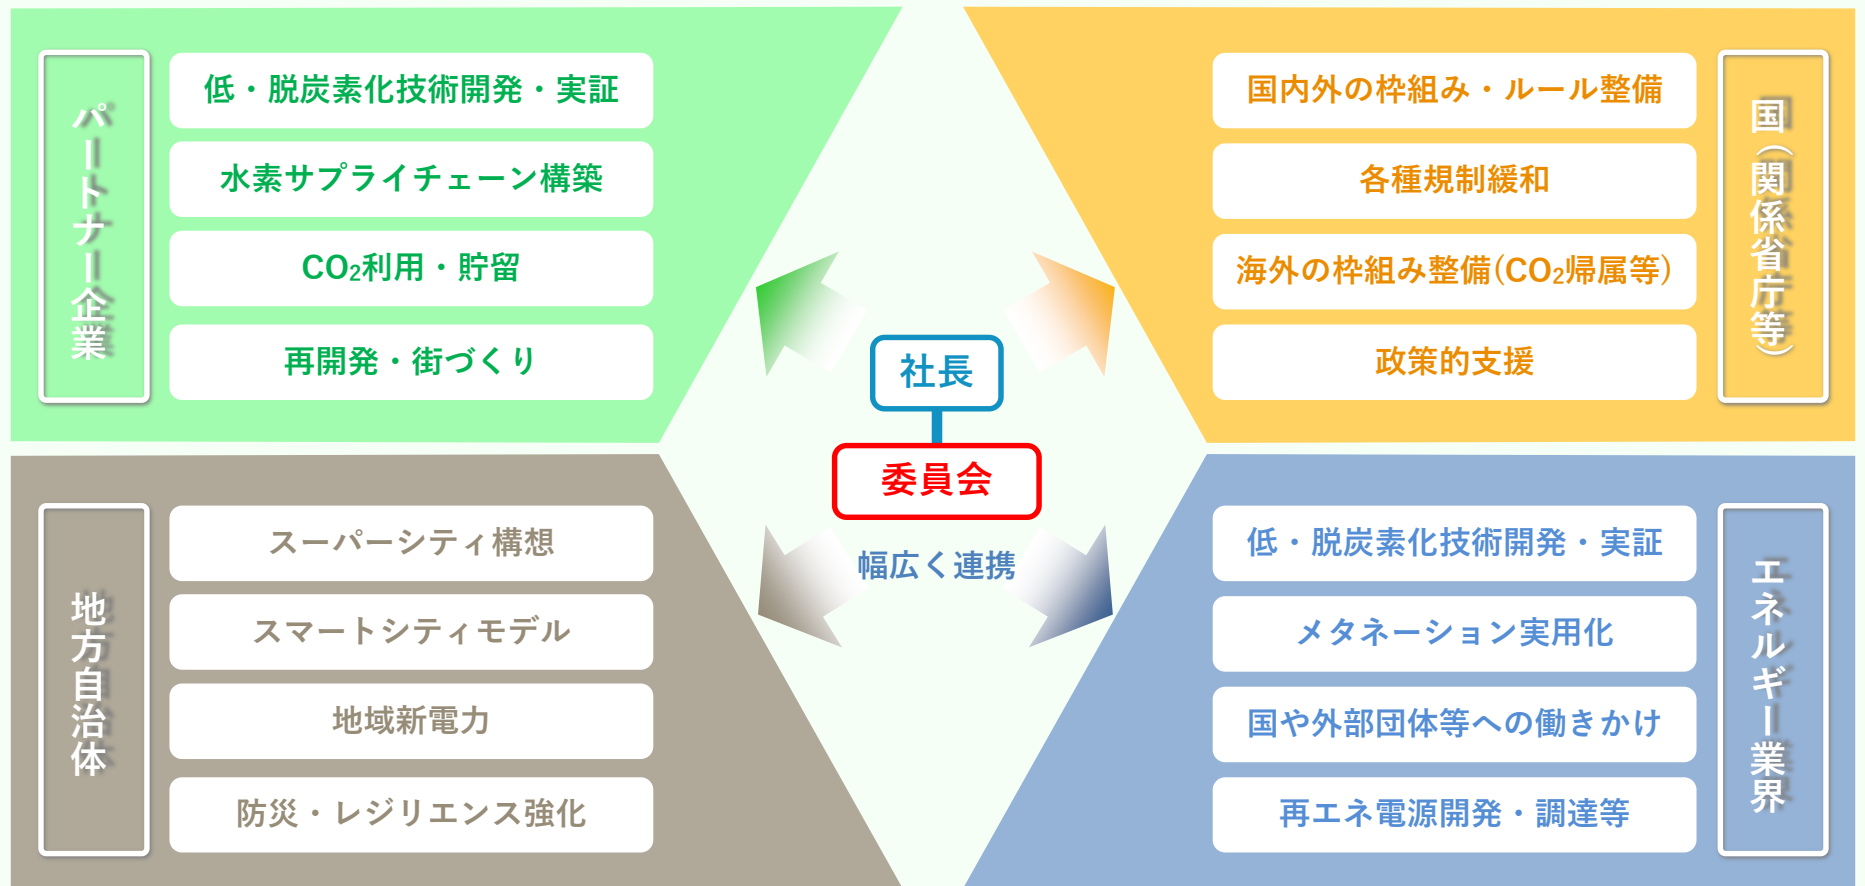 パートナー企業
低・脱炭素化技術開発・実証
水素サプライチェーン構築
CO₂利用・貯留
再開発・街づくり
国(関係省庁等)
国内外の枠組み・ルール整備
各種規制緩和
海外の枠組み整備(CO₂帰属等)
政策的支援
社長
委員会
幅広く連携
地方自治体
スーパーシティ構想
スマートシティモデル
地域新電力
防災・レジリエンス強化
エネルギー業界
低・脱炭素化技術開発・実証
メタネーション実用化
国や外部団体等への働きかけ
再エネ電源開発・調達等